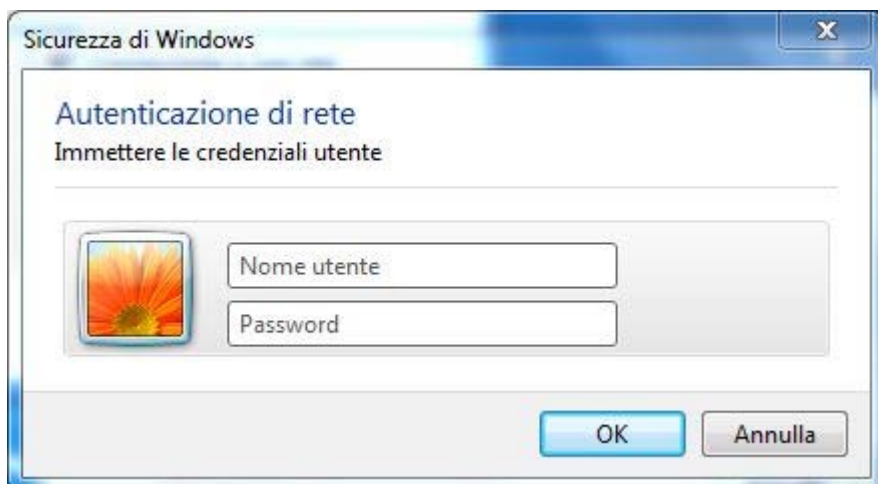 Sicurezza di Windows
Autenticazione di rete
Immettere le credenziali utente
Nome utente
Password
OK
Annulla